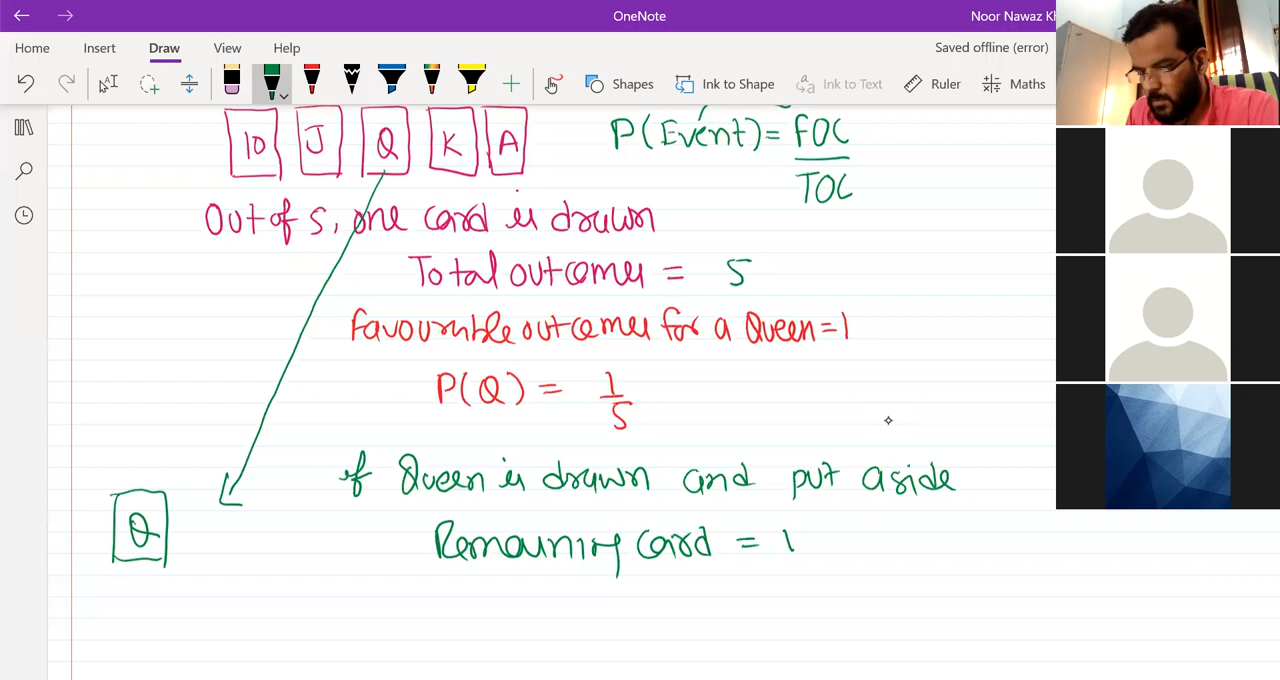 OneNote
Noor Nawaz Kh
Home Insert Draw View Help
Saved offline (error)
Shapes Ink to Shape Ink to Text Ruler Maths
10 J Q K A
P(Event) = FOC
TOC
Out of 5, one card is drawn
Total outcomes = 5
favourable outcomes for a Queen = 1
P(Q) = 1
5
if Queen is drawn and put aside
Q
Remaining card = 1